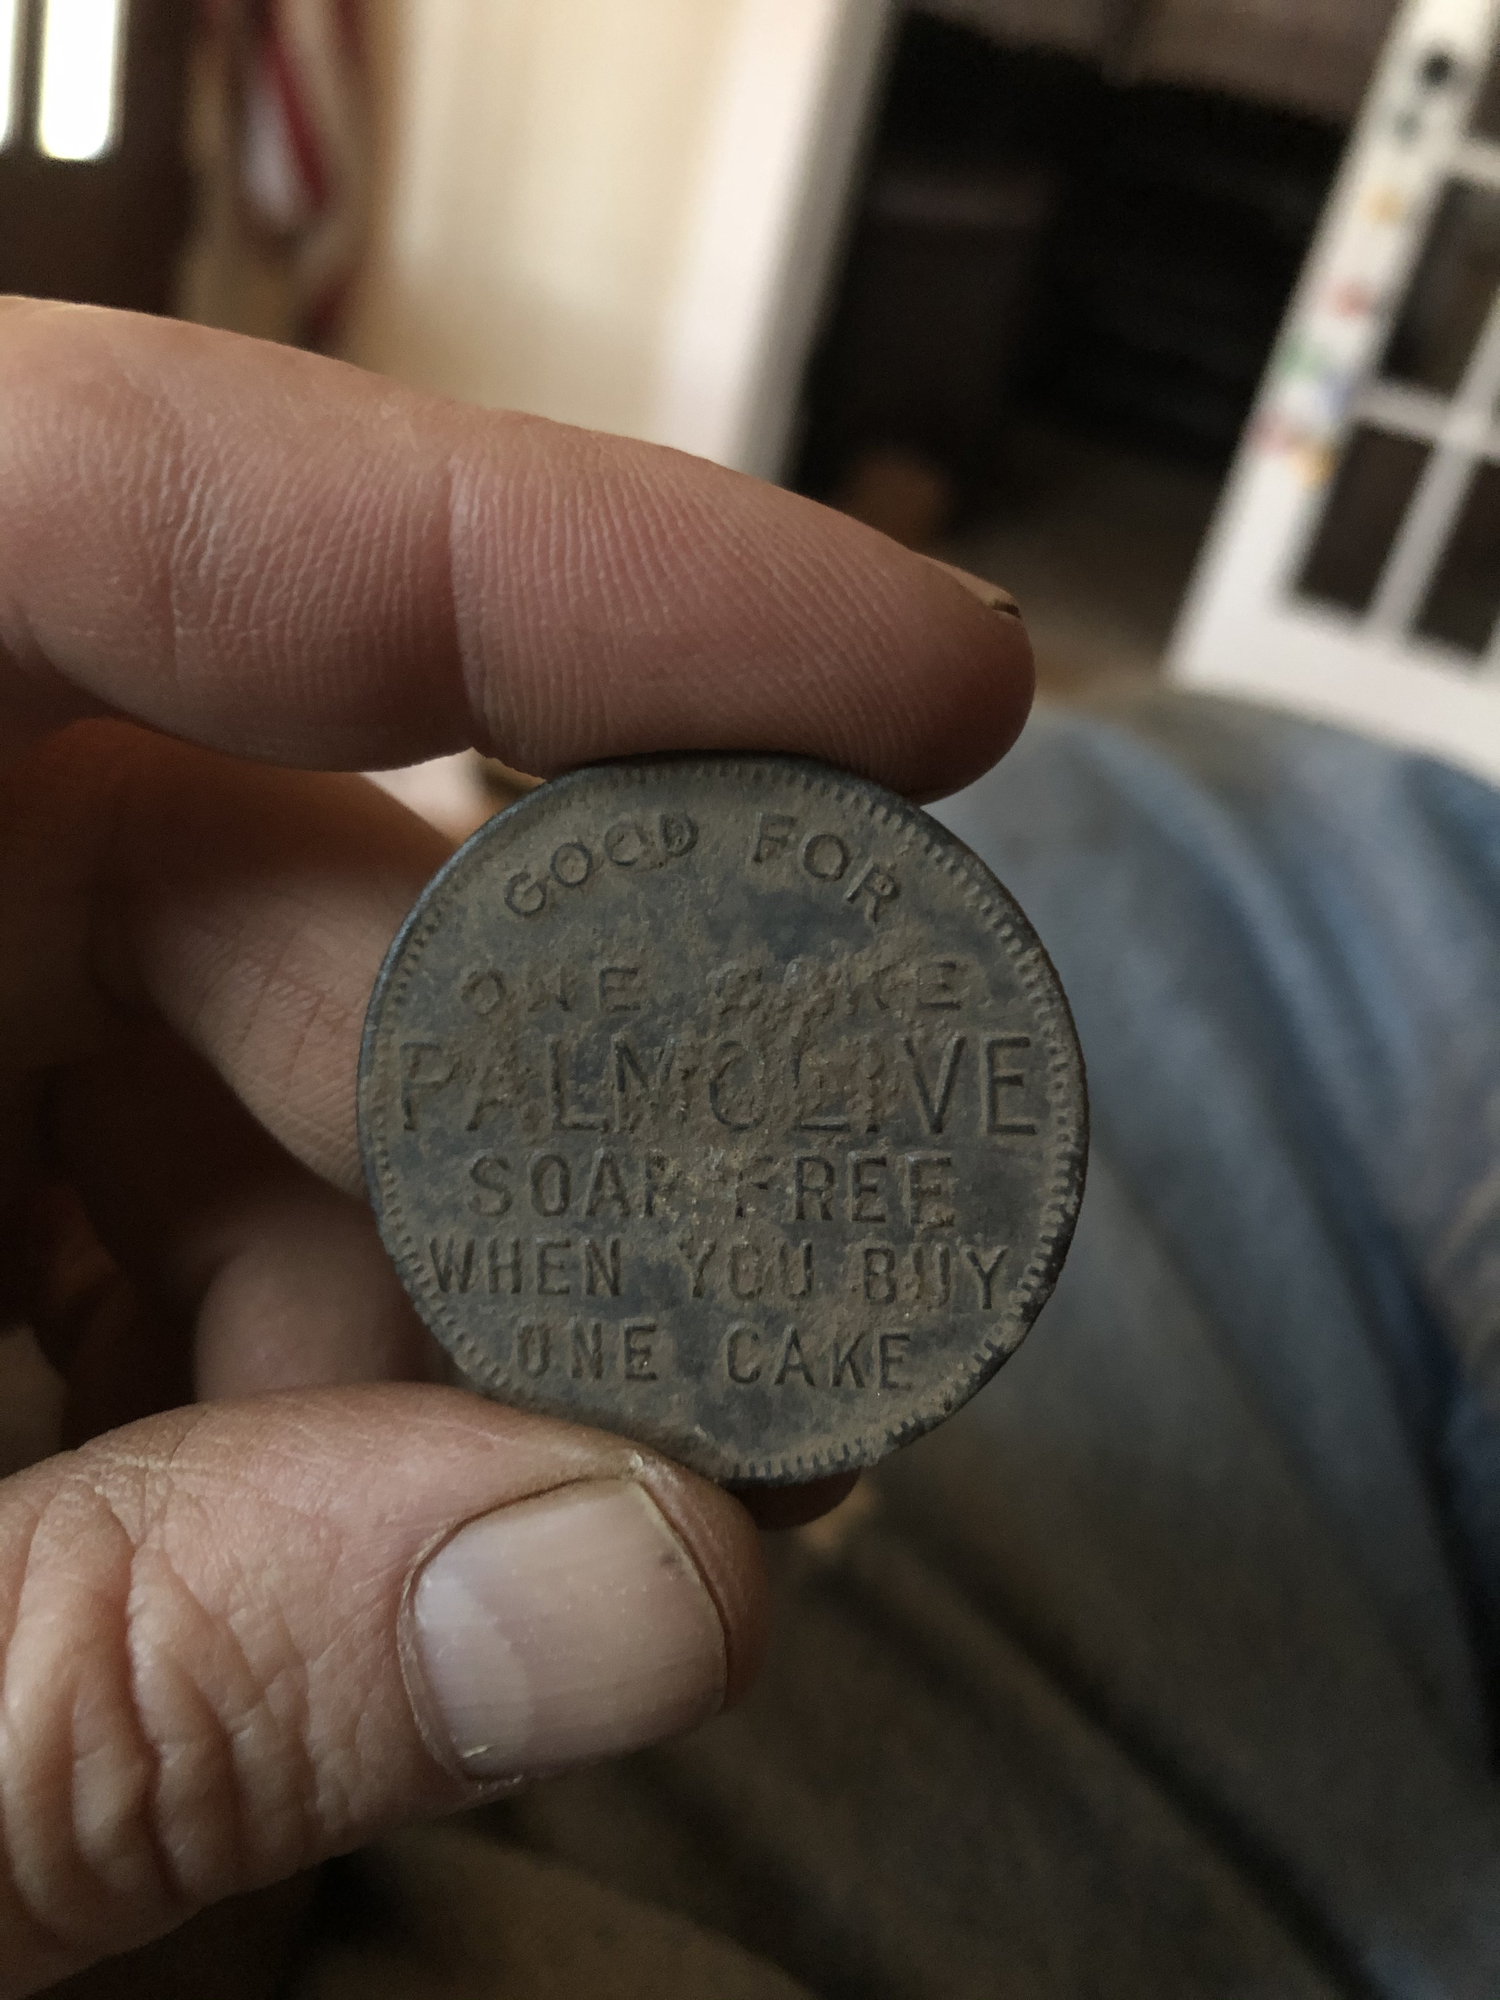 GOOD FOR
ONE CAKE
PALMOLIVE
SOAP FREE
WHEN YOU BUY
ONE CAKE